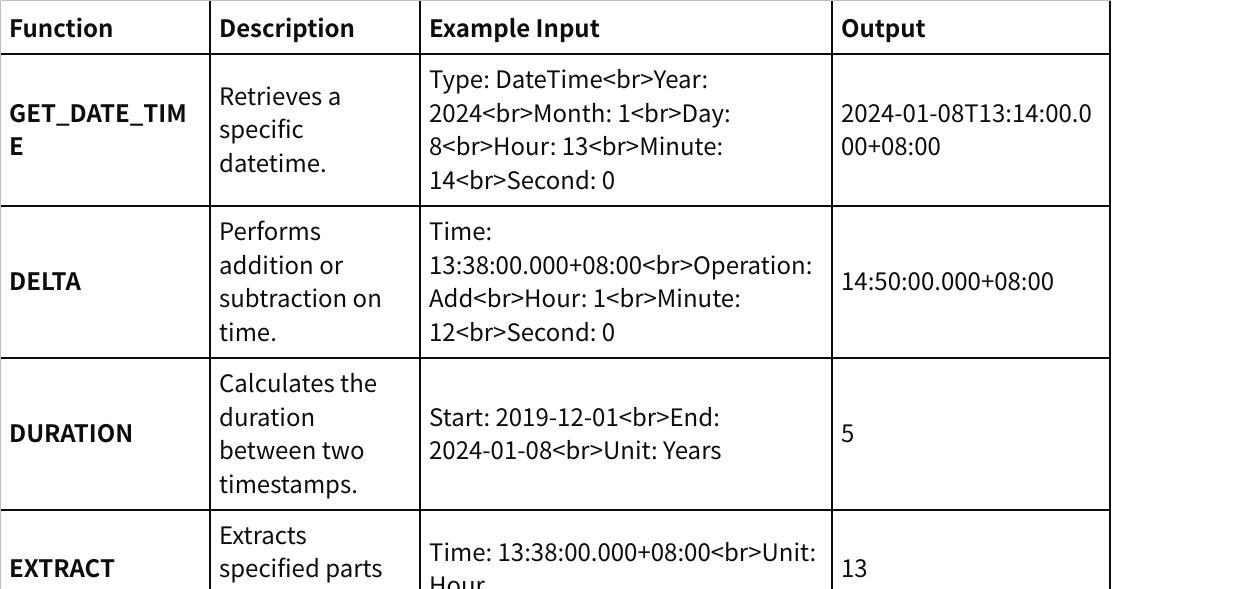 Function Description Example Input Output
GET_DATE_TIM
E
Retrieves a
specific
datetime.
Type: DateTime<br>Year:
2024<br>Month: 1<br>Day:
8<br>Hour: 13<br>Minute:
14<br>Second: 0
2024-01-08T13:14:00.0
00+08:00
DELTA
Performs
addition or
subtraction on
time.
Time:
13:38:00.000+08:00<br>Operation:
Add<br>Hour: 1<br>Minute:
12<br>Second: 0
14:50:00.000+08:00
DURATION
Calculates the
duration
between two
timestamps.
Start: 2019-12-01<br>End:
2024-01-08<br>Unit: Years
5
EXTRACT
Extracts
specified parts
Time: 13:38:00.000+08:00<br>Unit:
Hour
13